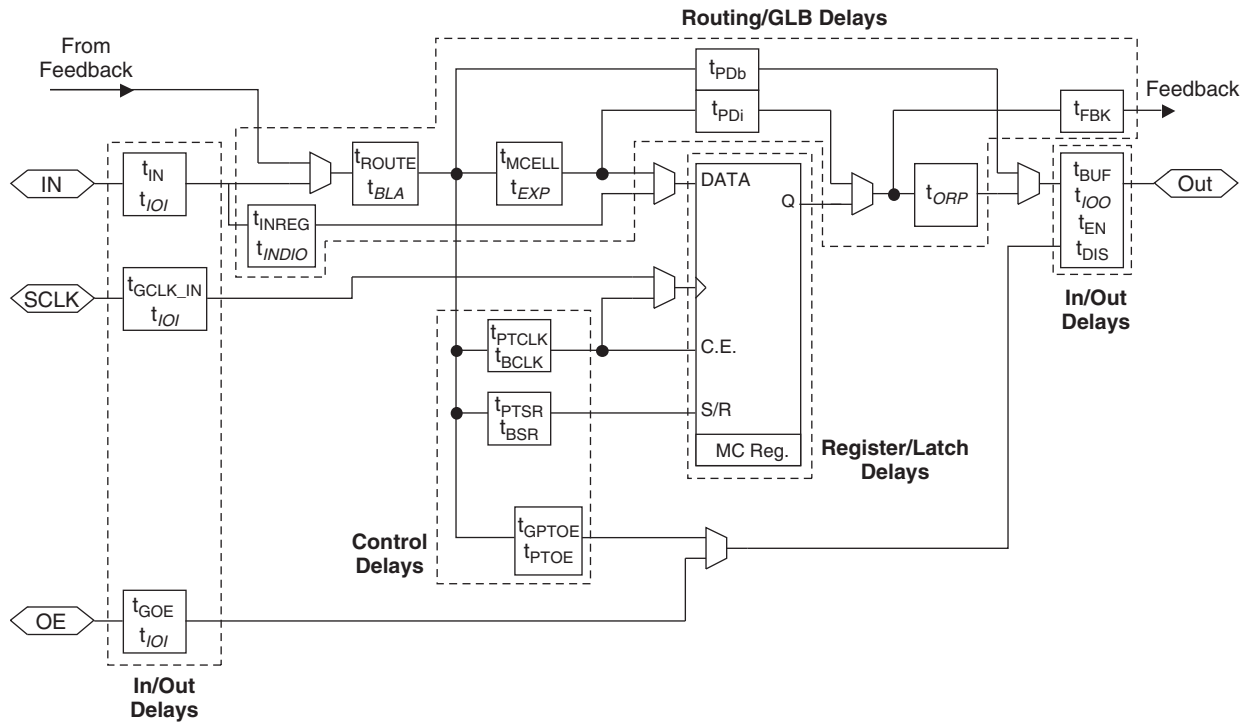 Routing/GLB Delays
From
Feedback
tPDb
tPDi
tFBK
Feedback
IN
tIN
tIOI
tROUTE
tBLA
tMCELL
tEXP
tINREG
tINDIO
DATA
Q
tORP
tBUF
tIOO
tEN
tDIS
Out
In/Out
Delays
SCLK
tGCLK_IN
tIOI
tPTCLK
tBCLK
C.E.
tPTSR
tBSR
S/R
MC Reg.
Register/Latch
Delays
Control
Delays
tGPTOE
tPTOE
OE
tGOE
tIOI
In/Out
Delays